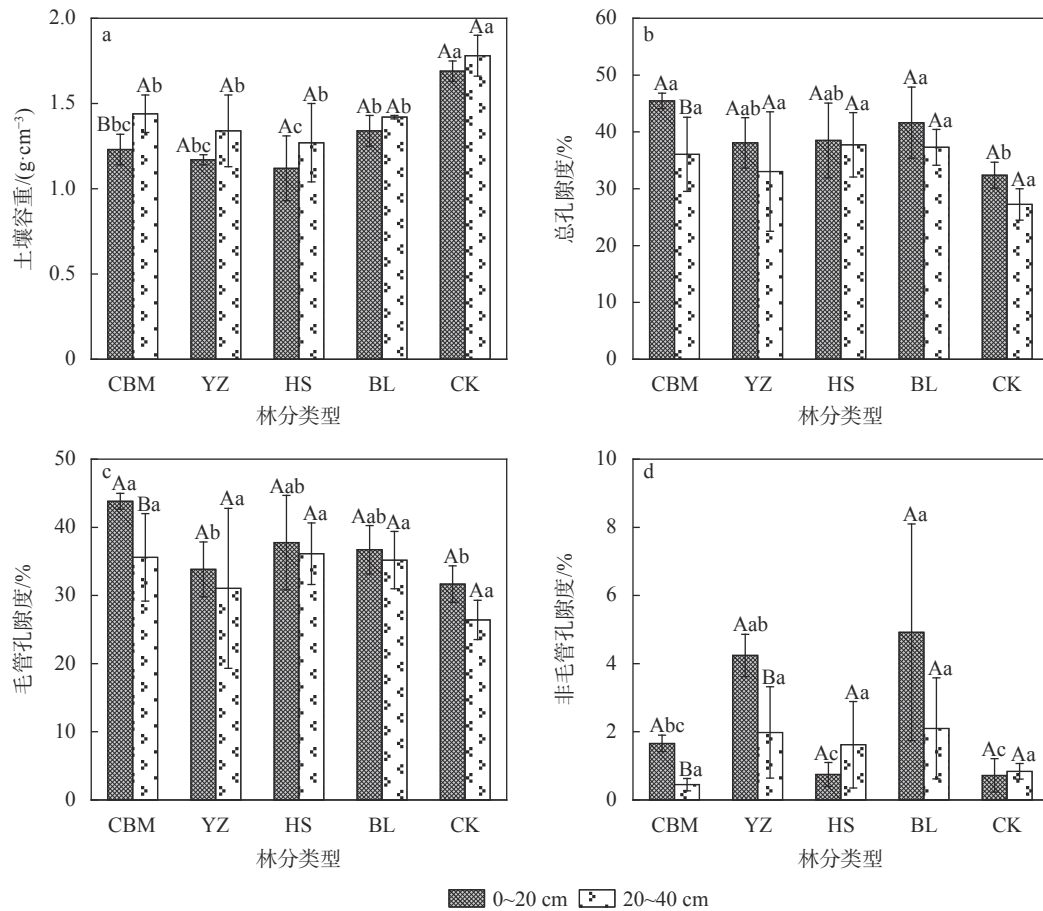 a
2.0
1.5
1.0
0.5
0
土壤容重/(g·cm⁻³)
Bbc Ab Abc Ab Ac Ab Ab Ab Aa Aa
CBM YZ HS BL CK
林分类型
b
60
50
40
30
20
10
0
总孔隙度/%
Aa Ba Aab Aa Aab Aa Aa Aa Ab Aa
CBM YZ HS BL CK
林分类型
c
50
40
30
20
10
0
毛管孔隙度/%
Aa Ba Ab Aa Aab Aa Aab Aa Ab Aa
CBM YZ HS BL CK
林分类型
d
10
8
6
4
2
0
非毛管孔隙度/%
Abc Ba Aab Ba Ac Aa Aa Aa Ac Aa
CBM YZ HS BL CK
林分类型
0~20 cm 20~40 cm